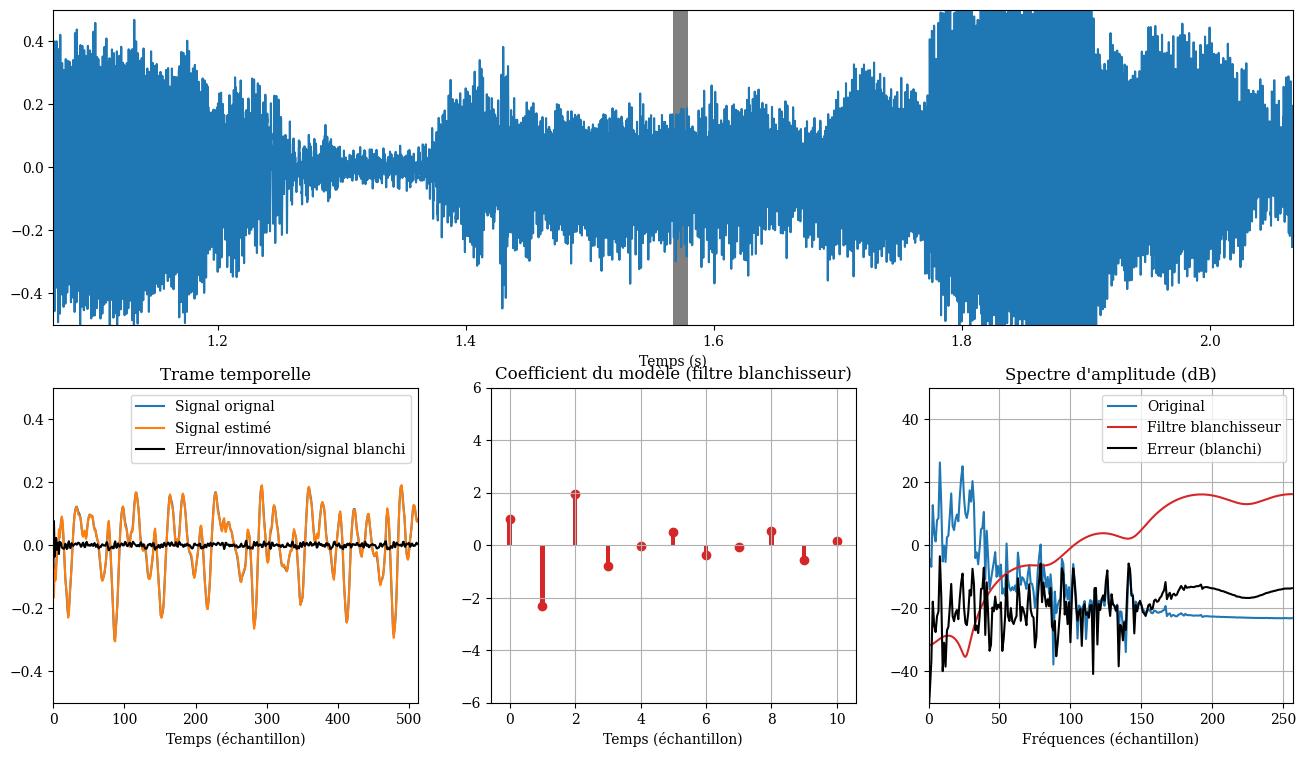 0.4
0.2
0.0
−0.2
−0.4
1.2 1.4 1.6 1.8 2.0
Temps (s)
Trame temporelle
Signal orignal
Signal estimé
Erreur/innovation/signal blanchi
0.4
0.2
0.0
−0.2
−0.4
0 100 200 300 400 500
Temps (échantillon)
Coefficient du modèle (filtre blanchisseur)
6
4
2
0
−2
−4
−6
0 2 4 6 8 10
Temps (échantillon)
Spectre d'amplitude (dB)
Original
Filtre blanchisseur
Erreur (blanchi)
40
20
0
−20
−40
0 50 100 150 200 250
Fréquences (échantillon)